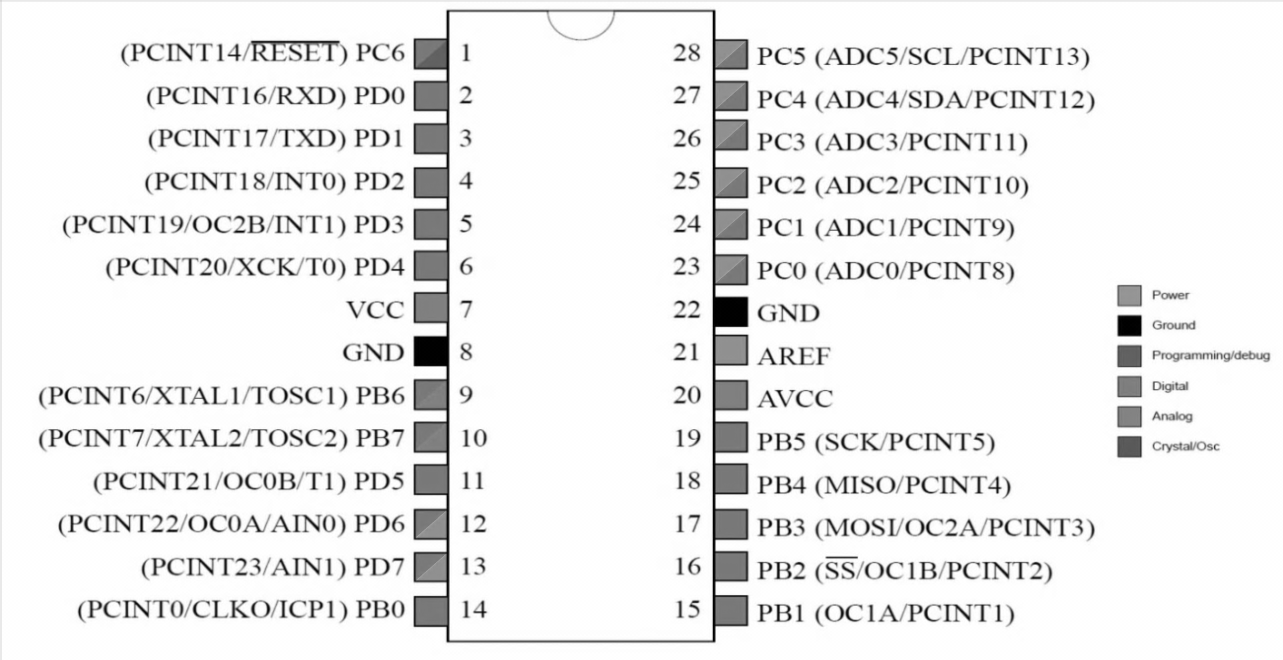 (PCINT14/RESET) PC6 1
(PCINT16/RXD) PD0 2
(PCINT17/TXD) PD1 3
(PCINT18/INT0) PD2 4
(PCINT19/OC2B/INT1) PD3 5
(PCINT20/XCK/T0) PD4 6
VCC 7
GND 8
(PCINT6/XTAL1/TOSC1) PB6 9
(PCINT7/XTAL2/TOSC2) PB7 10
(PCINT21/OC0B/T1) PD5 11
(PCINT22/OC0A/AIN0) PD6 12
(PCINT23/AIN1) PD7 13
(PCINT0/CLKO/ICP1) PB0 14
28 PC5 (ADC5/SCL/PCINT13)
27 PC4 (ADC4/SDA/PCINT12)
26 PC3 (ADC3/PCINT11)
25 PC2 (ADC2/PCINT10)
24 PC1 (ADC1/PCINT9)
23 PC0 (ADC0/PCINT8)
22 GND
21 AREF
20 AVCC
19 PB5 (SCK/PCINT5)
18 PB4 (MISO/PCINT4)
17 PB3 (MOSI/OC2A/PCINT3)
16 PB2 (SS/OC1B/PCINT2)
15 PB1 (OC1A/PCINT1)
Power
Ground
Programming/debug
Digital
Analog
Crystal/Osc